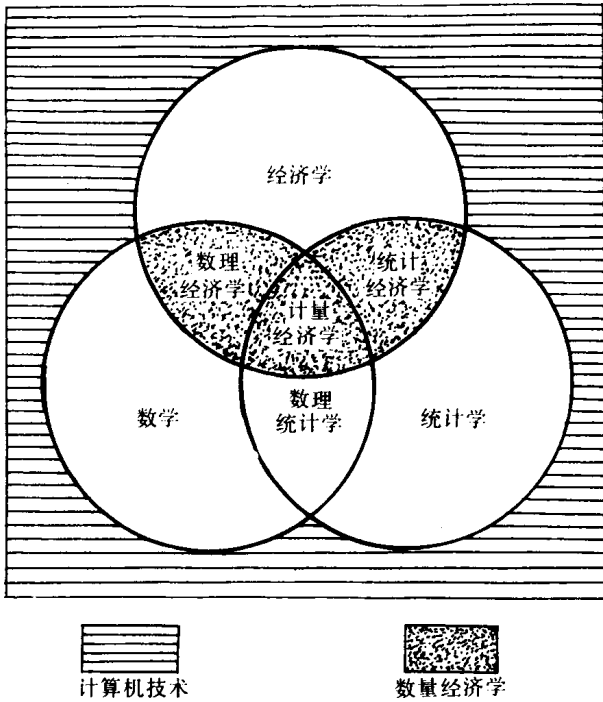 经济学
数理
经济学
统计
经济学
计量
经济学
数学
数理
统计学
统计学
计算机技术
数量经济学